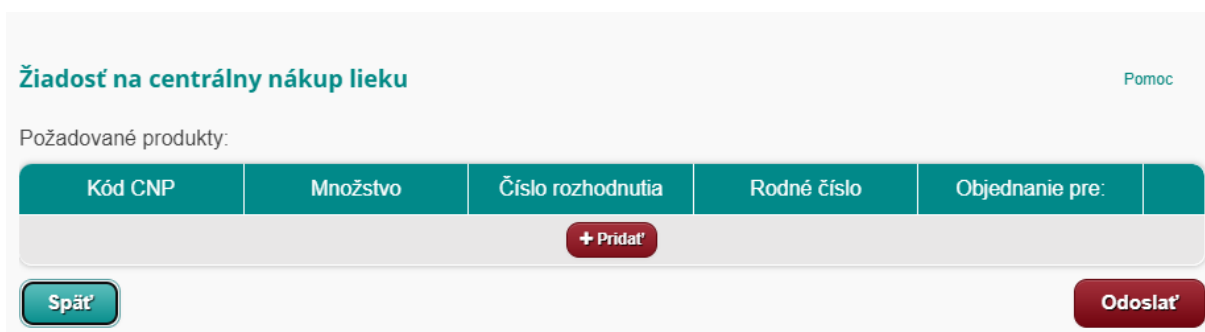 Žiadosť na centrálny nákup lieku
Pomoc
Požadované produkty:
Kód CNP
Množstvo
Číslo rozhodnutia
Rodné číslo
Objednanie pre:
+ Pridať
Späť
Odoslať